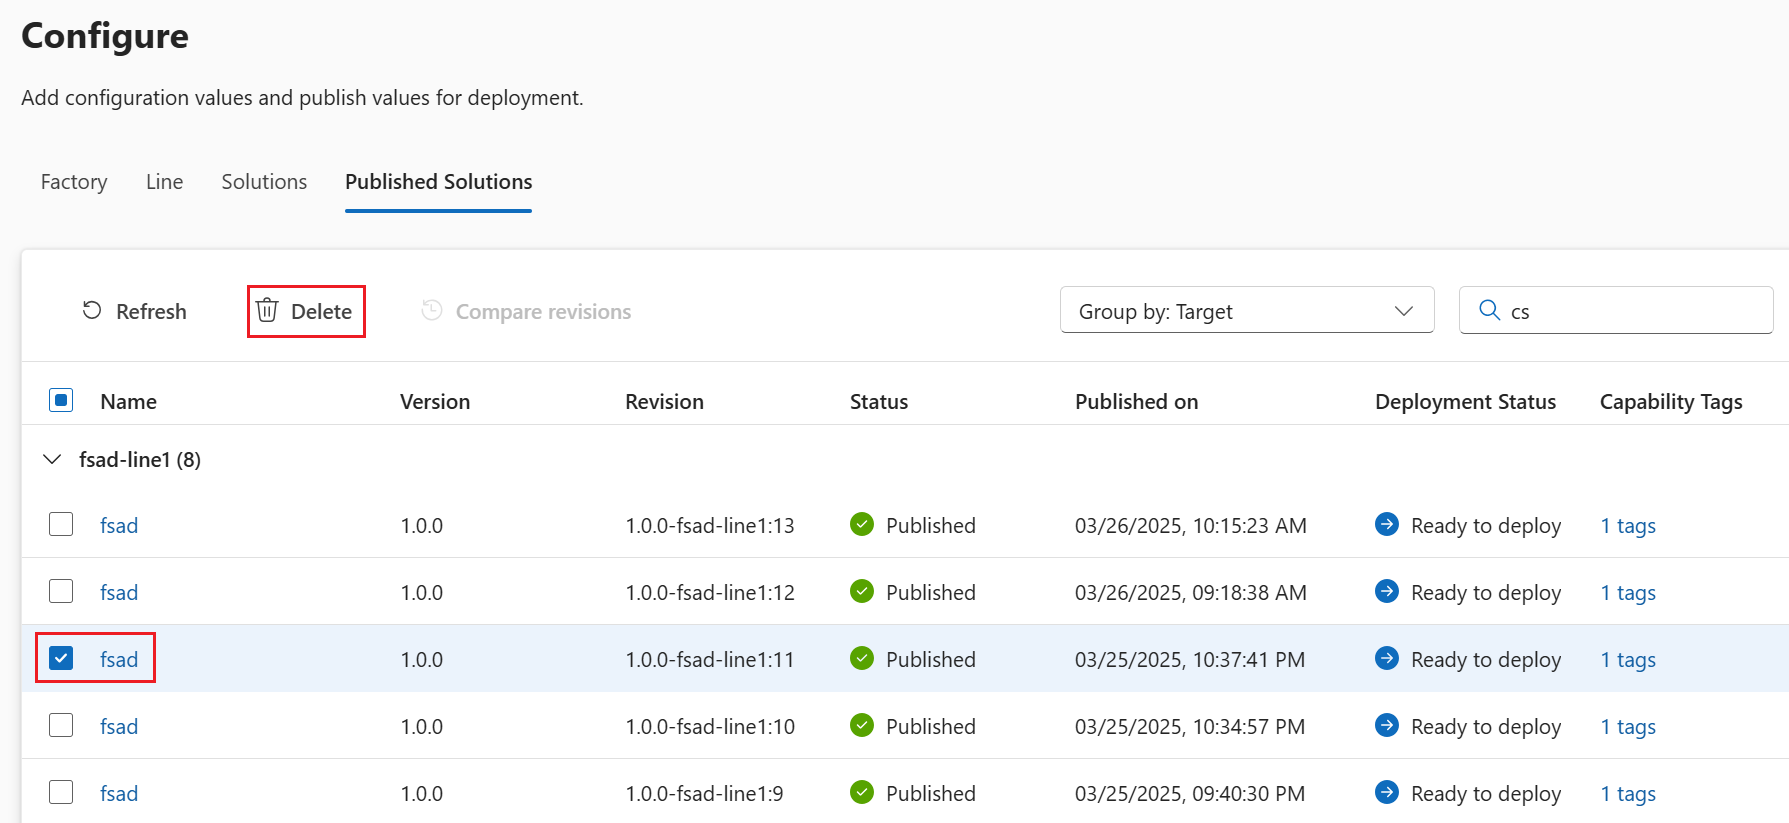 Configure
Add configuration values and publish values for deployment.
Factory Line Solutions Published Solutions
Refresh Delete Compare revisions Group by: Target cs
Name Version Revision Status Published on Deployment Status Capability Tags
fsad-line1 (8)
fsad 1.0.0 1.0.0-fsad-line1:13 Published 03/26/2025, 10:15:23 AM Ready to deploy 1 tags
fsad 1.0.0 1.0.0-fsad-line1:12 Published 03/26/2025, 09:18:38 AM Ready to deploy 1 tags
fsad 1.0.0 1.0.0-fsad-line1:11 Published 03/25/2025, 10:37:41 PM Ready to deploy 1 tags
fsad 1.0.0 1.0.0-fsad-line1:10 Published 03/25/2025, 10:34:57 PM Ready to deploy 1 tags
fsad 1.0.0 1.0.0-fsad-line1:9 Published 03/25/2025, 09:40:30 PM Ready to deploy 1 tags